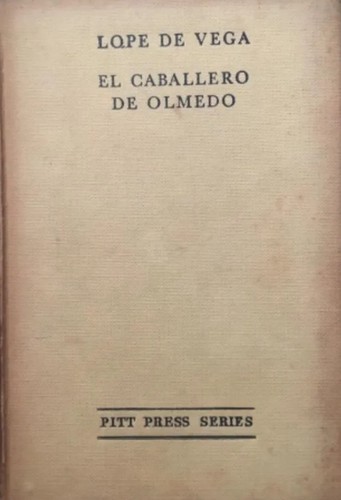 LOPE DE VEGA
EL CABALLERO
DE OLMEDO
PITT PRESS SERIES